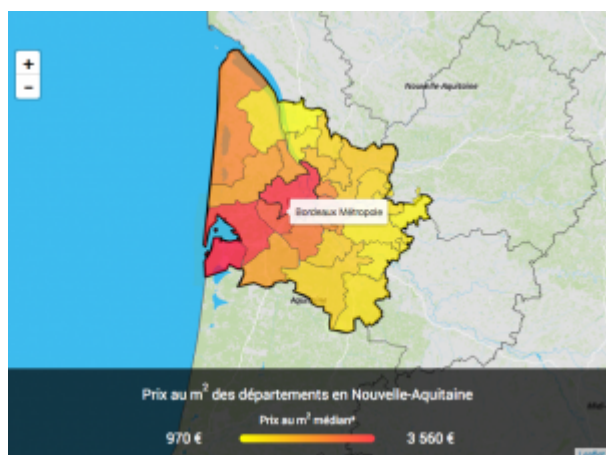 +
−
Nouvelle-Aquitaine
Bordeaux Métropole
Prix au m² des départements en Nouvelle-Aquitaine
Prix au m² médian*
970 €
3 560 €
Leaflet